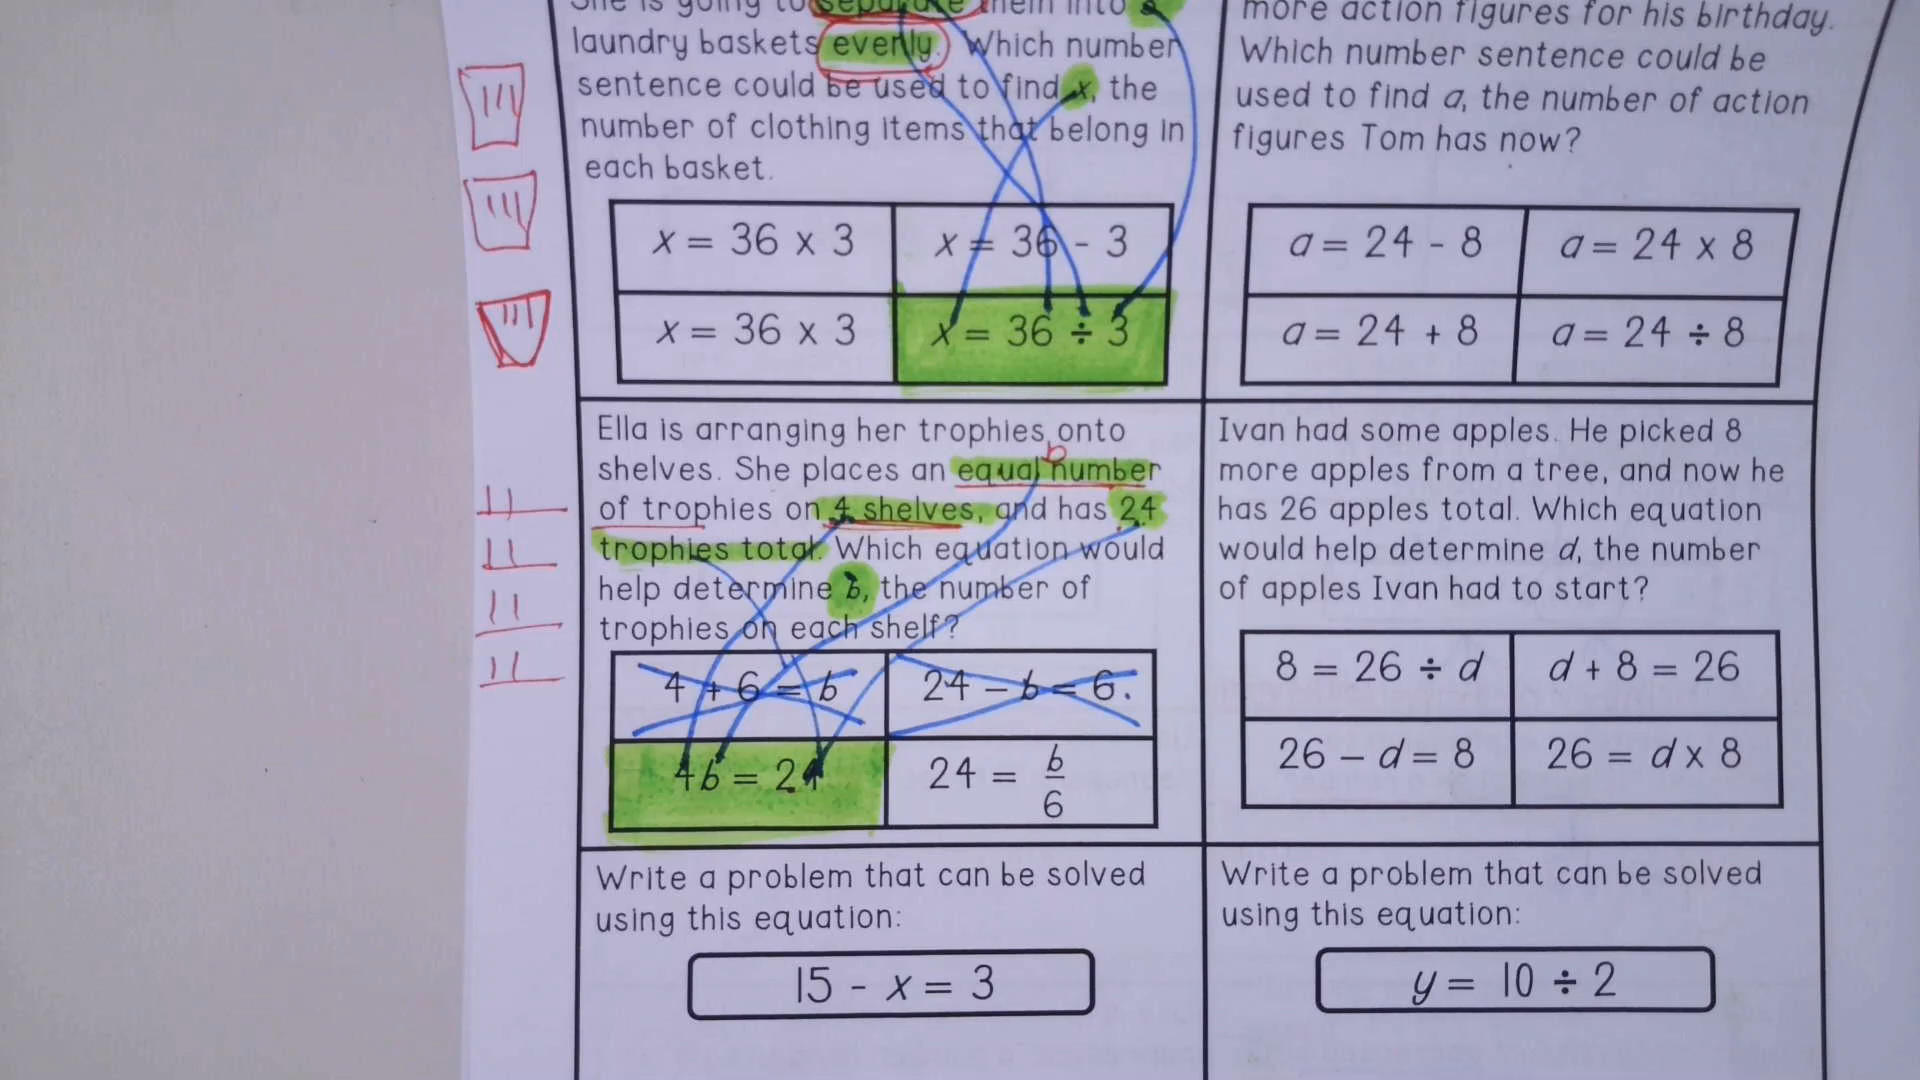 She is going to separate them into
laundry baskets evenly. Which number
sentence could be used to find x, the
number of clothing items that belong in
each basket.
x = 36 x 3
x = 36 - 3
x = 36 x 3
x = 36 ÷ 3
more action figures for his birthday.
Which number sentence could be
used to find a, the number of action
figures Tom has now?
a = 24 - 8
a = 24 x 8
a = 24 + 8
a = 24 ÷ 8
Ella is arranging her trophies onto
b
shelves. She places an equal number
of trophies on 4 shelves, and has 24
trophies total. Which equation would
help determine b, the number of
trophies on each shelf?
4 + 6 = b
24 – b = 6.
4b = 24
24 = b/6
Ivan had some apples. He picked 8
more apples from a tree, and now he
has 26 apples total. Which equation
would help determine d, the number
of apples Ivan had to start?
8 = 26 ÷ d
d + 8 = 26
26 – d = 8
26 = d x 8
Write a problem that can be solved
using this equation:
15 - x = 3
Write a problem that can be solved
using this equation:
y = 10 ÷ 2